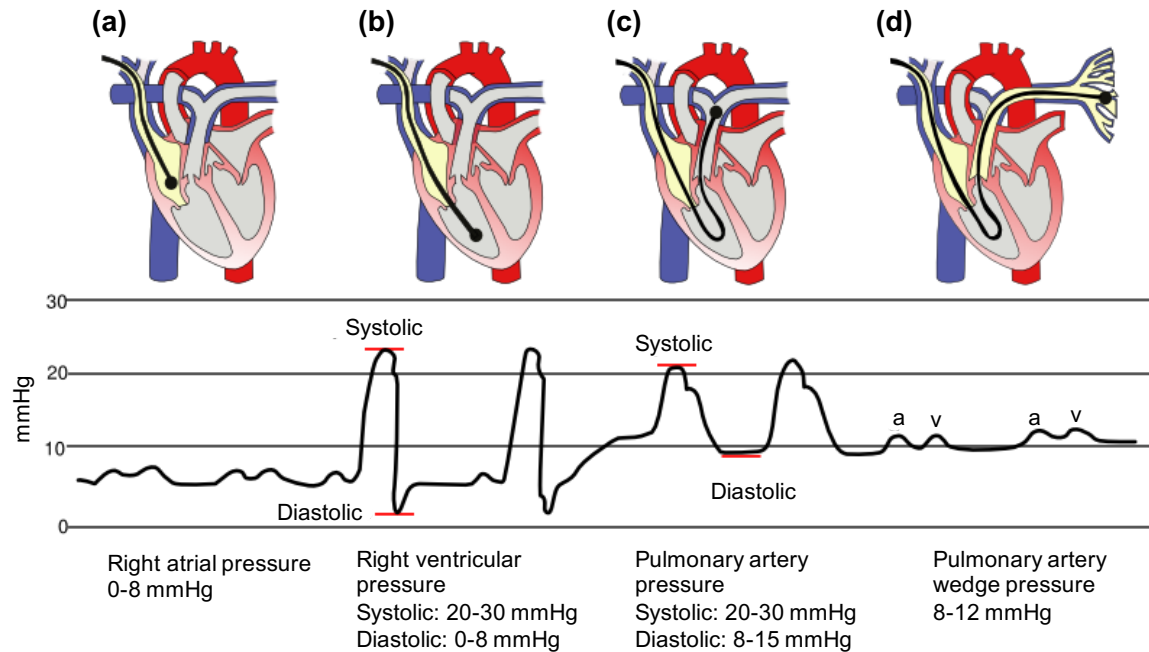 (a)
(b)
(c)
(d)
30
Systolic
Systolic
20
mmHg
a
v
a
v
10
Diastolic
Diastolic
0
Right atrial pressure
0-8 mmHg
Right ventricular
pressure
Systolic: 20-30 mmHg
Diastolic: 0-8 mmHg
Pulmonary artery
pressure
Systolic: 20-30 mmHg
Diastolic: 8-15 mmHg
Pulmonary artery
wedge pressure
8-12 mmHg